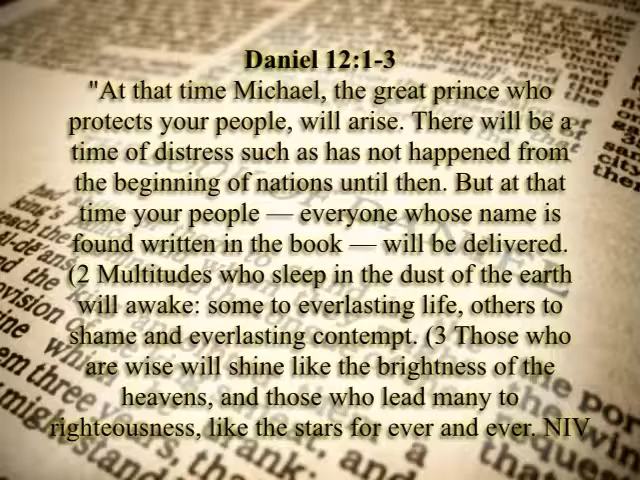 Daniel 12:1-3
"At that time Michael, the great prince who
protects your people, will arise. There will be a
time of distress such as has not happened from
the beginning of nations until then. But at that
time your people — everyone whose name is
found written in the book — will be delivered.
(2 Multitudes who sleep in the dust of the earth
will awake: some to everlasting life, others to
shame and everlasting contempt. (3 Those who
are wise will shine like the brightness of the
heavens, and those who lead many to
righteousness, like the stars for ever and ever. NIV